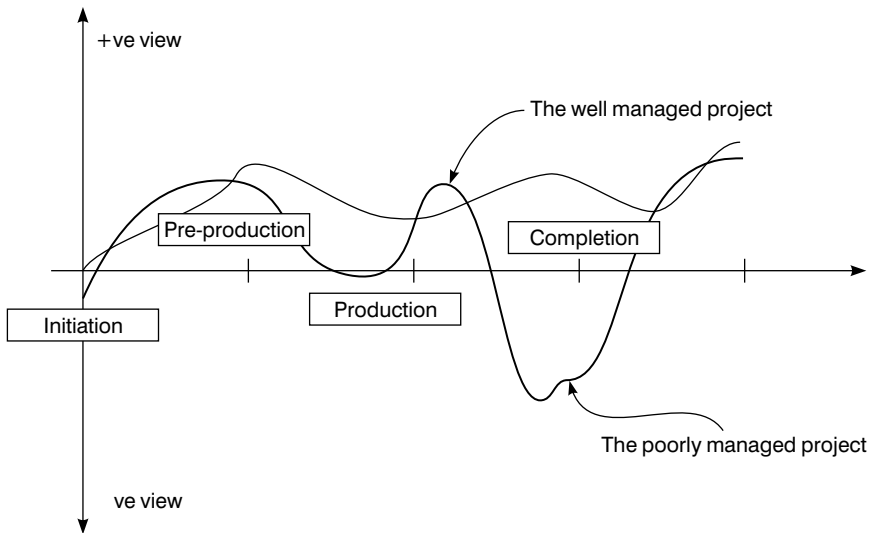 +ve view
The well managed project
Pre-production
Completion
Production
Initiation
The poorly managed project
ve view